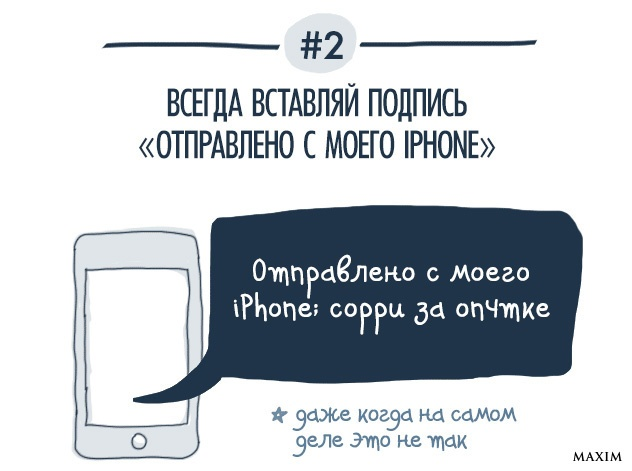 #2
ВСЕГДА ВСТАВЛЯЙ ПОДПИСЬ
«ОТПРАВЛЕНО С МОЕГО IPHONE»
Отправлено с моего
iPhone; сорри за опчтке
☆ даже когда на самом
деле это не так
MAXIM